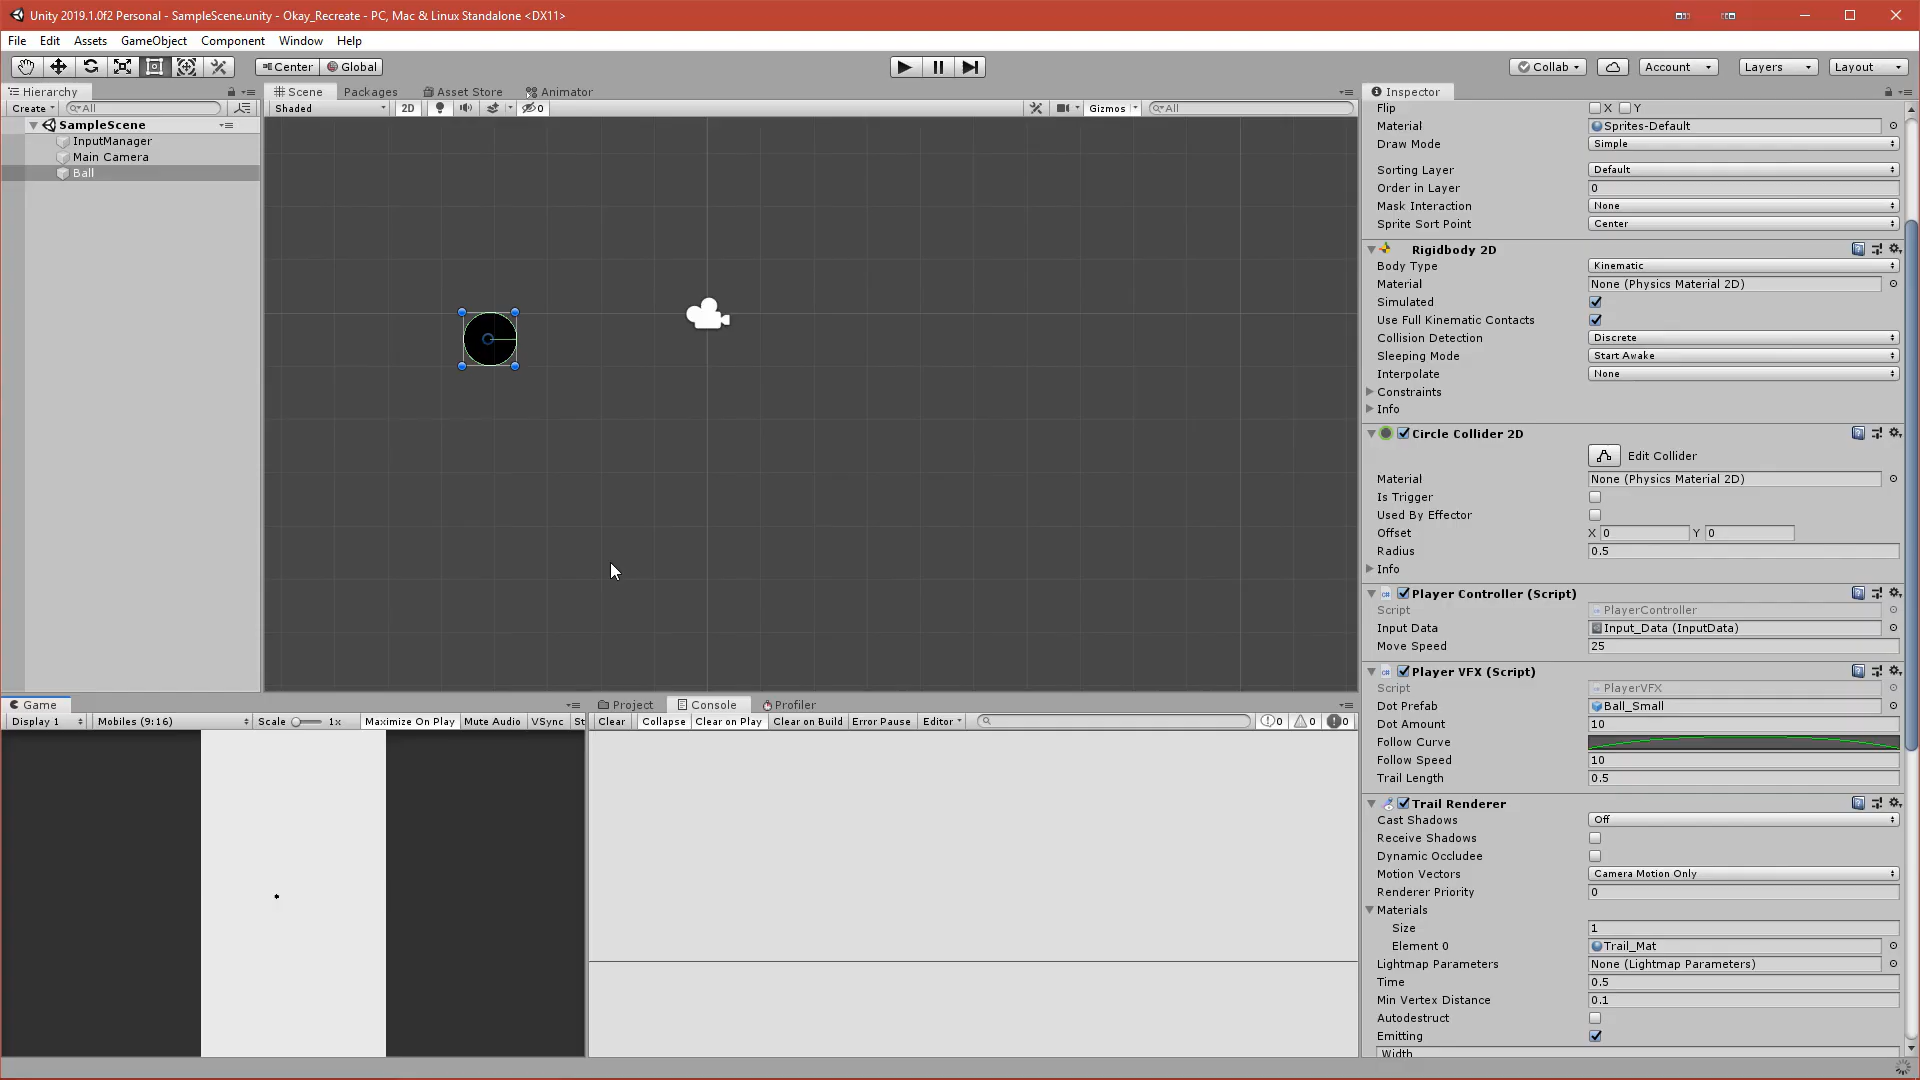 Unity 2019.1.0f2 Personal - SampleScene.unity - Okay_Recreate - PC, Mac & Linux Standalone <DX11>
File Edit Assets GameObject Component Window Help
Center Global Collab Account Layers Layout
Hierarchy
Create All
SampleScene
InputManager
Main Camera
Ball
Scene Packages Asset Store Animator
Shaded 2D 0 Gizmos All
Inspector
Flip X Y
Material Sprites-Default
Draw Mode Simple
Sorting Layer Default
Order in Layer 0
Mask Interaction None
Sprite Sort Point Center
Rigidbody 2D
Body Type Kinematic
Material None (Physics Material 2D)
Simulated
Use Full Kinematic Contacts
Collision Detection Discrete
Sleeping Mode Start Awake
Interpolate None
Constraints
Info
Circle Collider 2D
Edit Collider
Material None (Physics Material 2D)
Is Trigger
Used By Effector
Offset X 0 Y 0
Radius 0.5
Info
Player Controller (Script)
Script PlayerController
Input Data Input_Data (InputData)
Move Speed 25
Player VFX (Script)
Script PlayerVFX
Dot Prefab Ball_Small
Dot Amount 10
Follow Curve
Follow Speed 10
Trail Length 0.5
Trail Renderer
Cast Shadows Off
Receive Shadows
Dynamic Occludee
Motion Vectors Camera Motion Only
Renderer Priority 0
Materials
Size 1
Element 0 Trail_Mat
Lightmap Parameters None (Lightmap Parameters)
Time 0.5
Min Vertex Distance 0.1
Autodestruct
Emitting
Width
Game
Display 1 Mobiles (9:16) Scale 1x Maximize On Play Mute Audio VSync St
Project Console Profiler
Clear Collapse Clear on Play Clear on Build Error Pause Editor 0 0 0